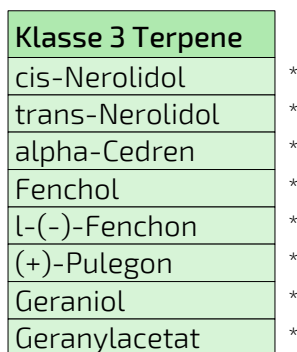 Klasse 3 Terpene
cis-Nerolidol *
trans-Nerolidol *
alpha-Cedren *
Fenchol *
l-(-)-Fenchon *
(+)-Pulegon *
Geraniol *
Geranylacetat *